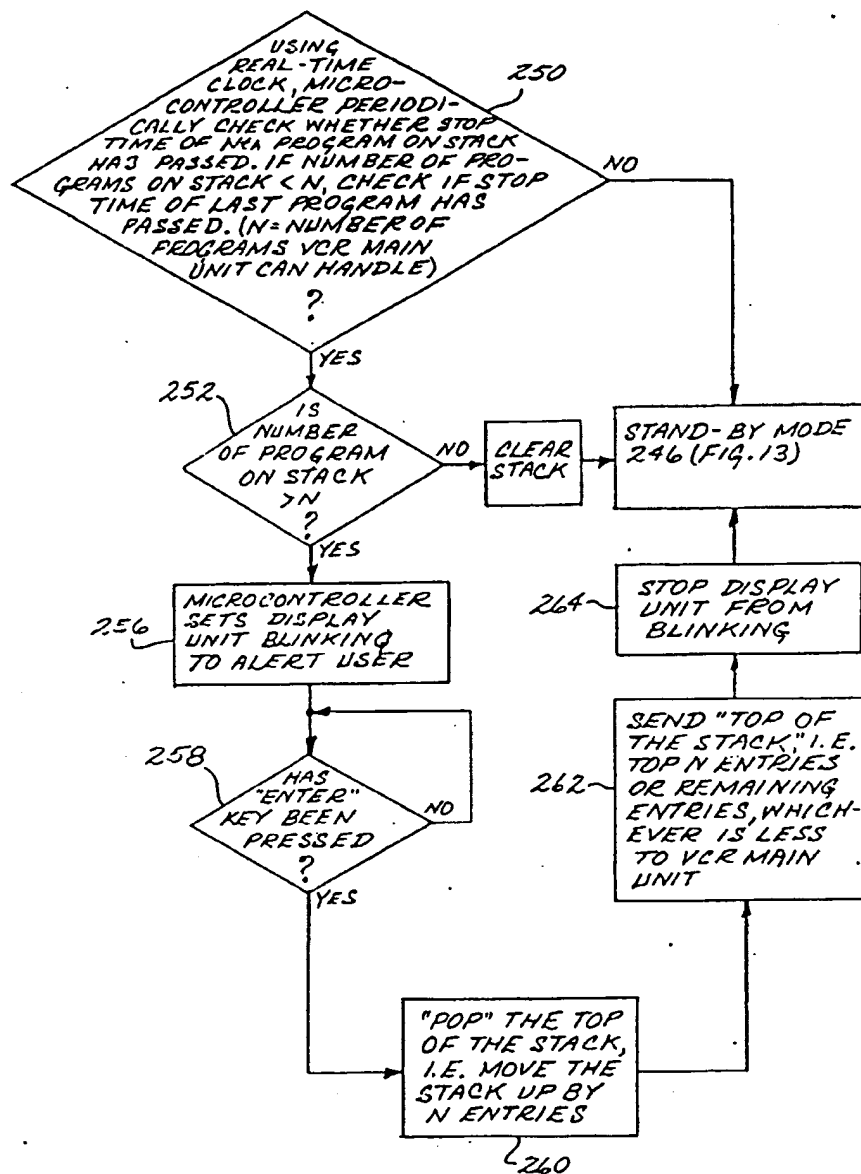 USING
REAL-TIME
CLOCK, MICRO-
CONTROLLER PERIODI-
CALLY CHECK WHETHER STOP
TIME OF Nth PROGRAM ON STACK
HAS PASSED. IF NUMBER OF PRO-
GRAMS ON STACK < N, CHECK IF STOP
TIME OF LAST PROGRAM HAS
PASSED. (N = NUMBER OF
PROGRAMS VCR MAIN
UNIT CAN HANDLE)
?
250
NO
YES
252
IS
NUMBER
OF PROGRAM
ON STACK
>N
?
NO
CLEAR
STACK
STAND-BY MODE
246 (FIG. 13)
YES
256
MICROCONTROLLER
SETS DISPLAY
UNIT BLINKING
TO ALERT USER
264
STOP DISPLAY
UNIT FROM
BLINKING
258
HAS
"ENTER"
KEY BEEN
PRESSED
?
NO
YES
262
SEND "TOP OF
THE STACK," I.E.
TOP N ENTRIES
OR REMAINING
ENTRIES, WHICH-
EVER IS LESS
TO VCR MAIN
UNIT
"POP" THE TOP
OF THE STACK,
I.E. MOVE THE
STACK UP BY
N ENTRIES
260